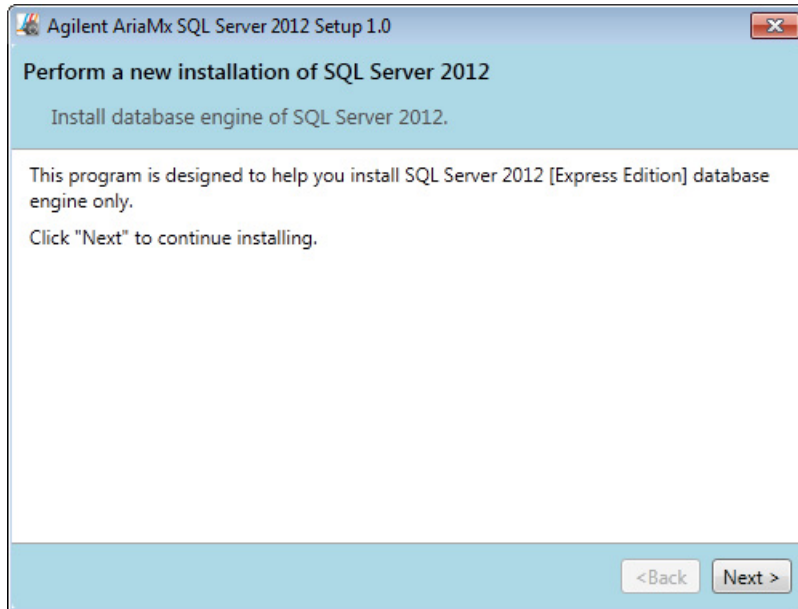 Agilent AriaMx SQL Server 2012 Setup 1.0
Perform a new installation of SQL Server 2012
Install database engine of SQL Server 2012.
This program is designed to help you install SQL Server 2012 [Express Edition] database
engine only.
Click "Next" to continue installing.
<Back Next >